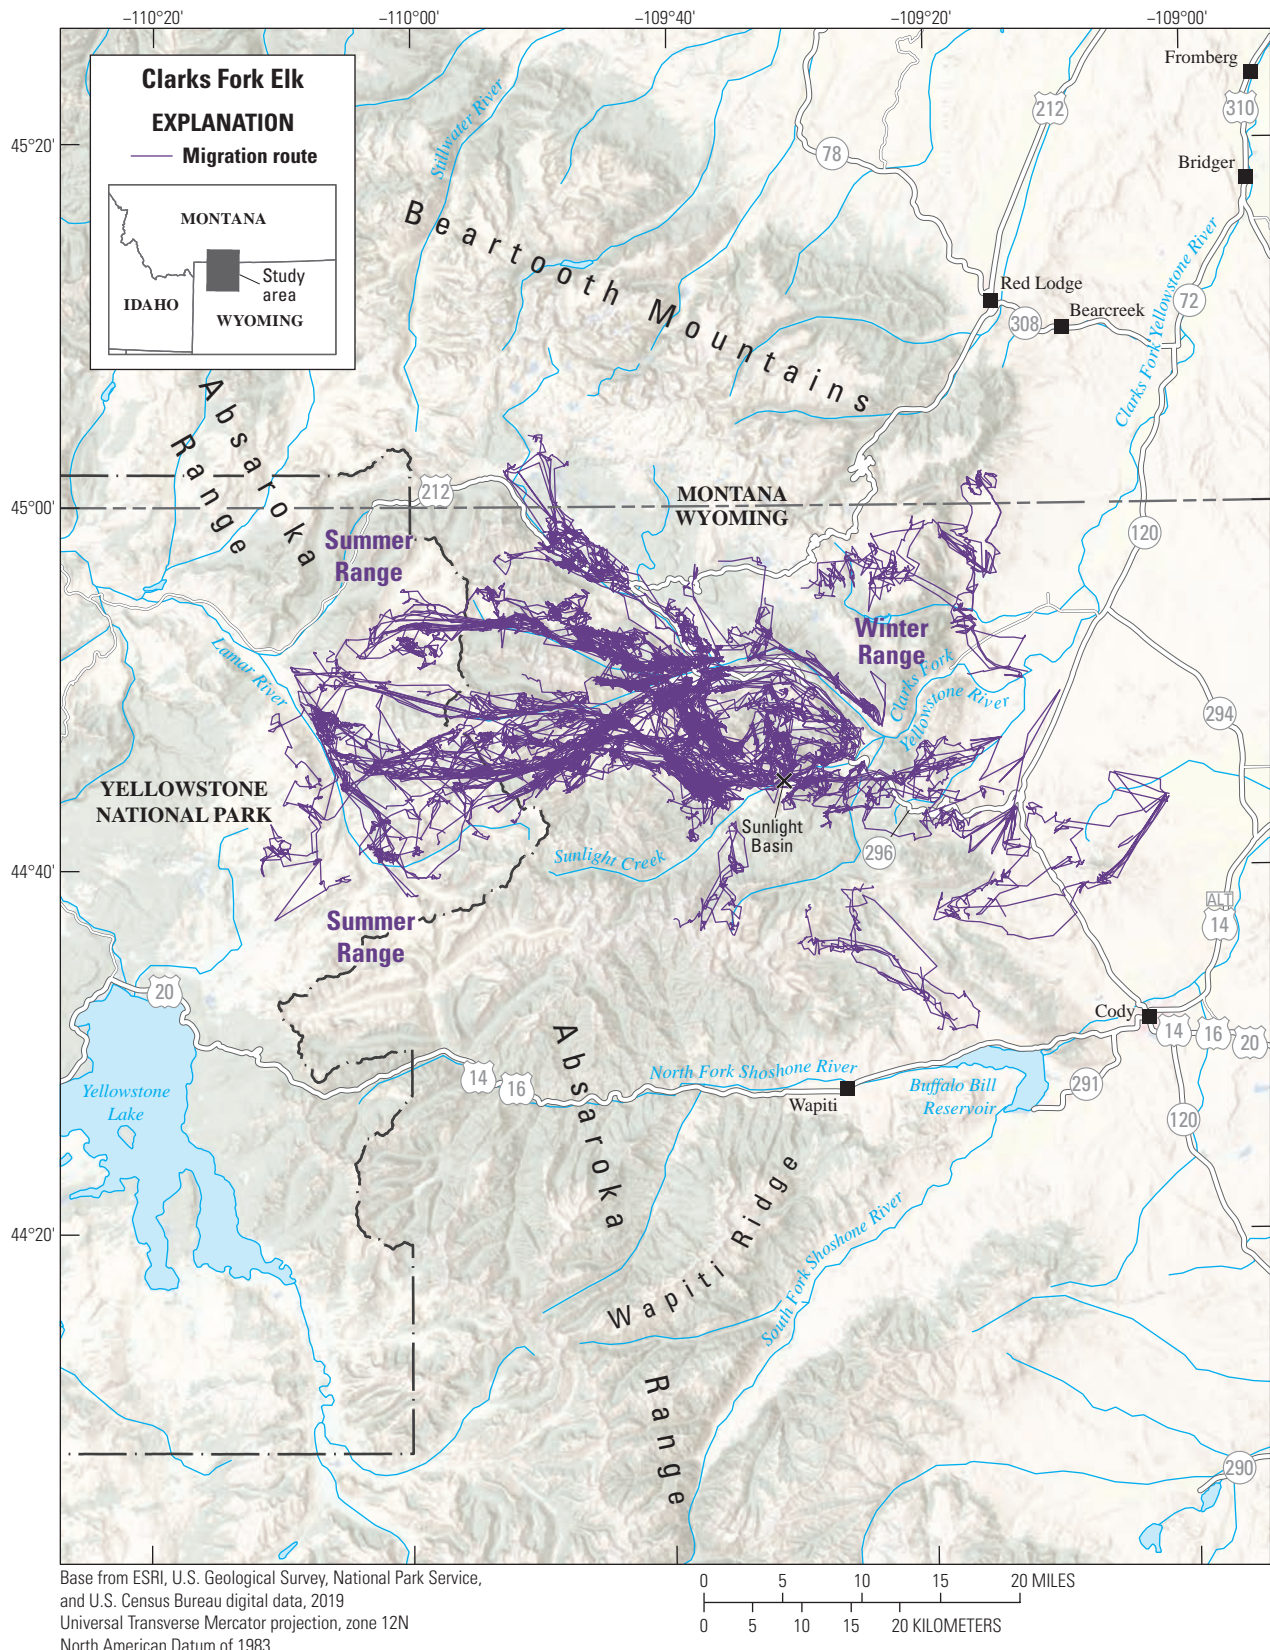 –110°20'
–110°00'
–109°40'
–109°20'
–109°00'
Clarks Fork Elk
EXPLANATION
Migration route
MONTANA
Study
area
IDAHO
WYOMING
Fromberg
310
212
45°20'
78
Bridger
Stillwater River
Beartooth Mountains
Clarks Fork Yellowstone River
Red Lodge
72
Bearcreek
308
Absaroka
Range
212
MONTANA
WYOMING
45°00'
120
Summer
Range
Winter
Range
Lamar River
Clarks Fork
Yellowstone River
294
YELLOWSTONE
NATIONAL PARK
Sunlight
Basin
Sunlight Creek
296
44°40'
ALT
14
Summer
Range
20
Cody
14
16
20
Absaroka
Range
North Fork Shoshone River
14
16
Wapiti
Buffalo Bill
Reservoir
291
Yellowstone
Lake
120
Wapiti Ridge
South Fork Shoshone River
44°20'
290
Base from ESRI, U.S. Geological Survey, National Park Service,
and U.S. Census Bureau digital data, 2019
Universal Transverse Mercator projection, zone 12N
North American Datum of 1983
0 5 10 15 20 MILES
0 5 10 15 20 KILOMETERS